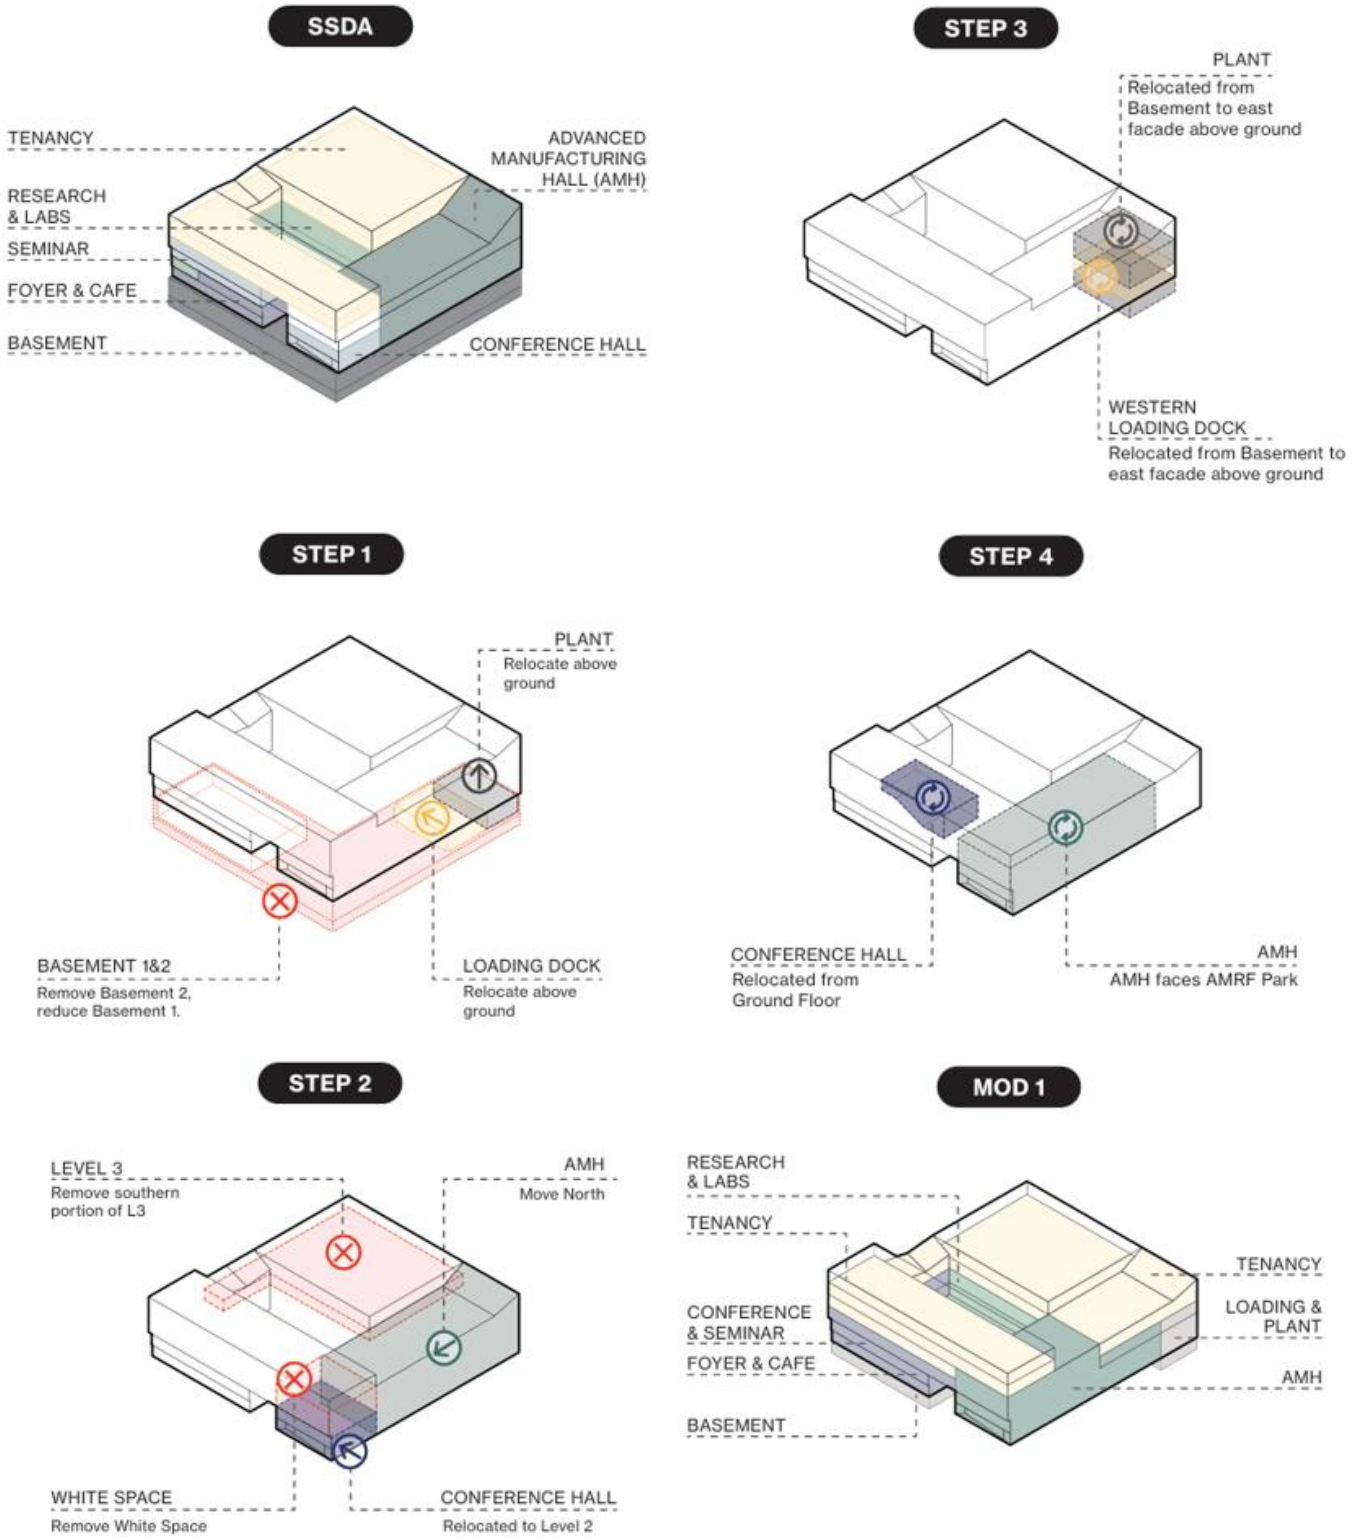 SSDA
TENANCY
RESEARCH
& LABS
SEMINAR
FOYER & CAFE
BASEMENT
ADVANCED
MANUFACTURING
HALL (AMH)
CONFERENCE HALL
STEP 3
PLANT
Relocated from
Basement to east
facade above ground
WESTERN
LOADING DOCK
Relocated from Basement to
east facade above ground
STEP 1
PLANT
Relocate above
ground
BASEMENT 1&2
Remove Basement 2,
reduce Basement 1.
LOADING DOCK
Relocate above
ground
STEP 4
CONFERENCE HALL
Relocated from
Ground Floor
AMH
AMH faces AMRF Park
STEP 2
LEVEL 3
Remove southern
portion of L3
AMH
Move North
WHITE SPACE
Remove White Space
CONFERENCE HALL
Relocated to Level 2
MOD 1
RESEARCH
& LABS
TENANCY
CONFERENCE
& SEMINAR
FOYER & CAFE
BASEMENT
TENANCY
LOADING &
PLANT
AMH